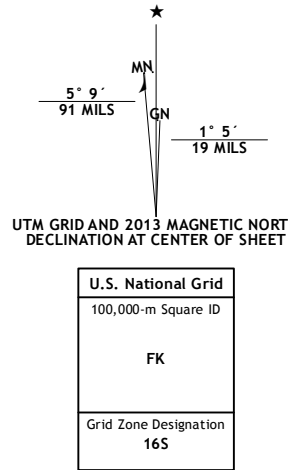 MN
GN
5° 9´
91 MILS
1° 5´
19 MILS
UTM GRID AND 2013 MAGNETIC NORT
DECLINATION AT CENTER OF SHEET
U.S. National Grid
100,000-m Square ID
FK
Grid Zone Designation
16S